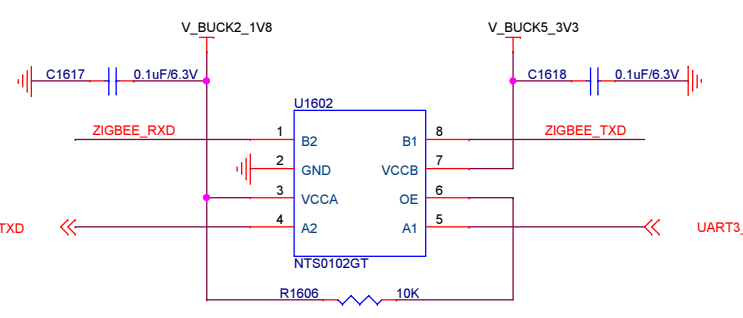 V_BUCK2_1V8 V_BUCK5_3V3
C1617 0.1uF/6.3V C1618 0.1uF/6.3V
U1602
ZIGBEE_RXD 1 B2 B1 8 ZIGBEE_TXD
2 GND VCCB 7
3 VCCA OE 6
4 A2 A1 5
TXD UART3_
NTS0102GT
R1606 10K